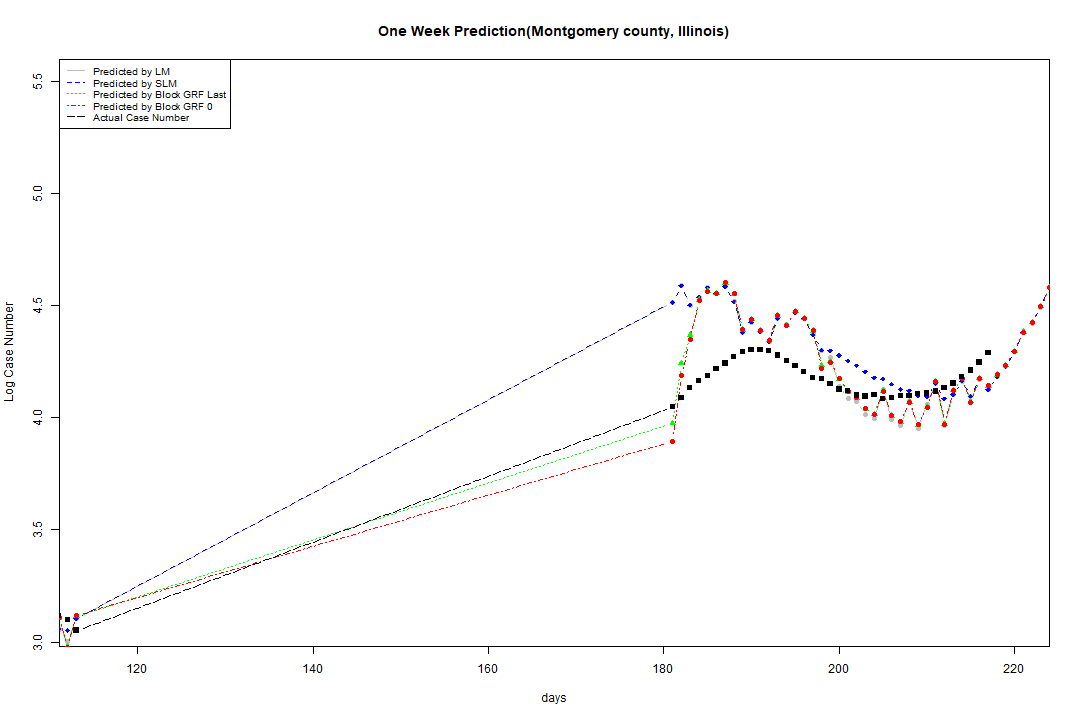 One Week Prediction(Montgomery county, Illinois)
Predicted by LM
Predicted by SLM
Predicted by Block GRF Last
Predicted by Block GRF 0
Actual Case Number
5.5
5.0
4.5
4.0
3.5
3.0
Log Case Number
120 140 160 180 200 220
days